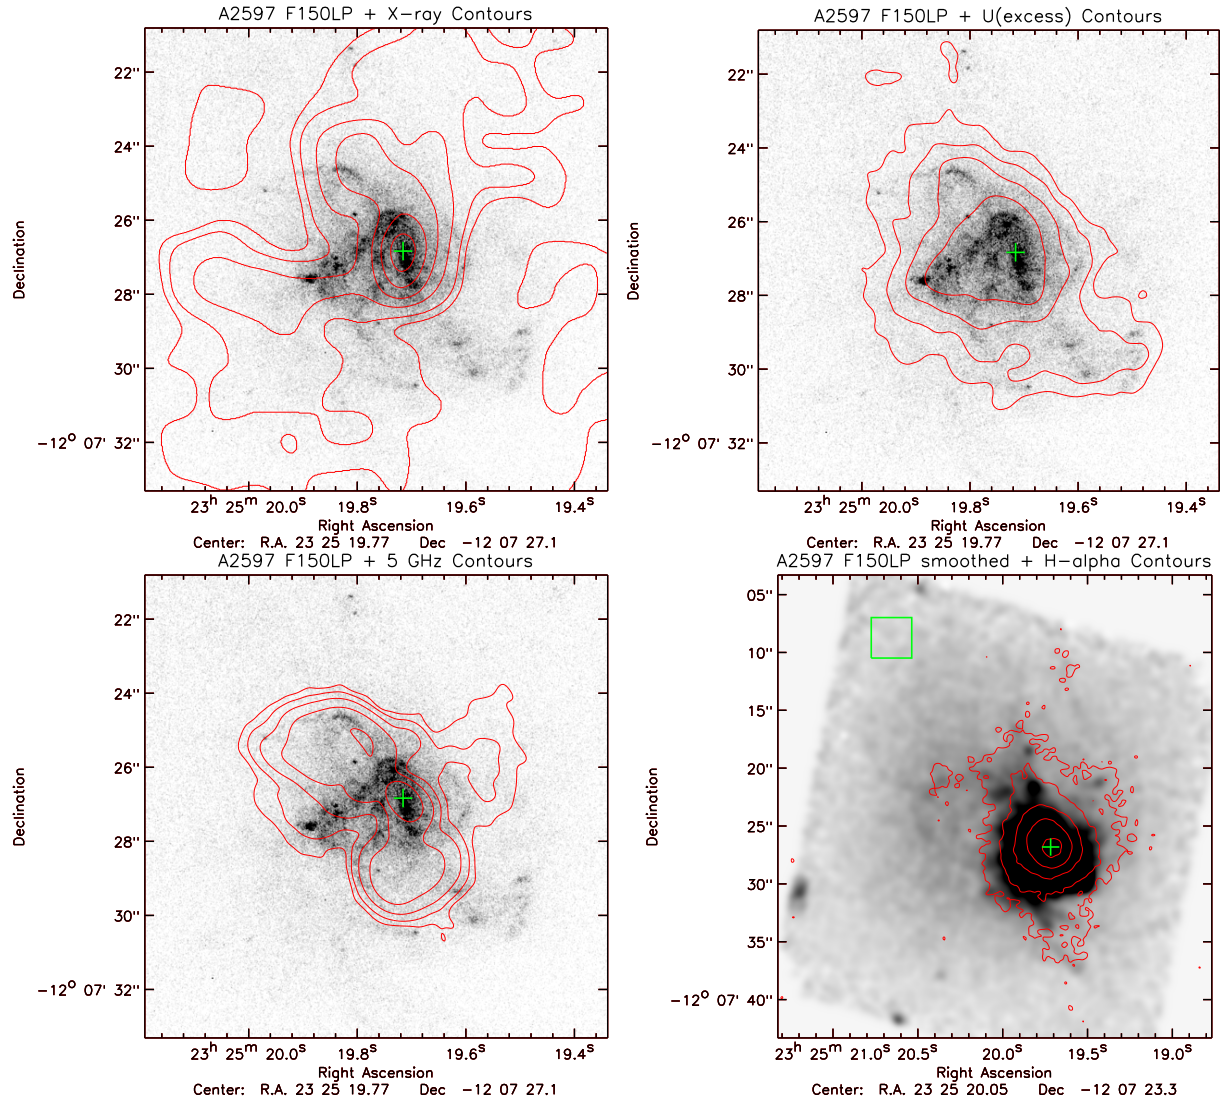 A2597 F150LP + X-ray Contours
22''
24''
26''
28''
30''
-12° 07' 32''
Declination
23h 25m 20.0s 19.8s 19.6s 19.4s
Right Ascension
Center: R.A. 23 25 19.77 Dec -12 07 27.1
A2597 F150LP + U(excess) Contours
22''
24''
26''
28''
30''
-12° 07' 32''
Declination
23h 25m 20.0s 19.8s 19.6s 19.4s
Right Ascension
Center: R.A. 23 25 19.77 Dec -12 07 27.1
A2597 F150LP + 5 GHz Contours
22''
24''
26''
28''
30''
-12° 07' 32''
Declination
23h 25m 20.0s 19.8s 19.6s 19.4s
Right Ascension
Center: R.A. 23 25 19.77 Dec -12 07 27.1
A2597 F150LP smoothed + H-alpha Contours
05''
10''
15''
20''
25''
30''
35''
-12° 07' 40''
Declination
23h 25m 21.0s 20.5s 20.0s 19.5s 19.0s
Right Ascension
Center: R.A. 23 25 20.05 Dec -12 07 23.3